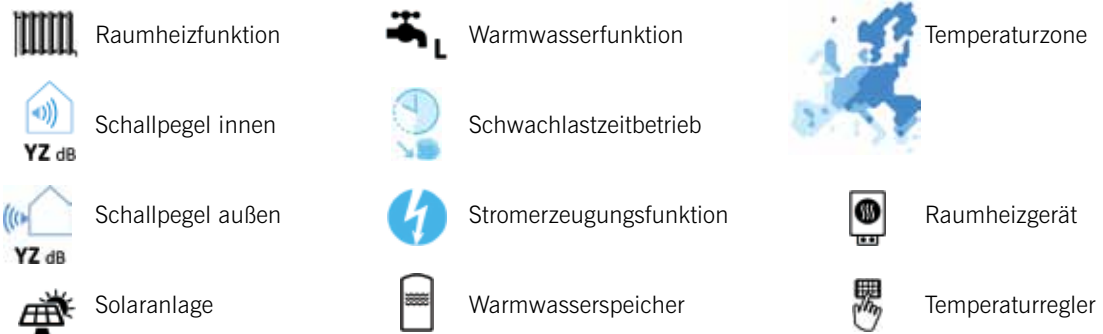 Raumheizfunktion
L
Warmwasserfunktion
Temperaturzone
YZ dB
Schallpegel innen
Schwachlastzeitbetrieb
YZ dB
Schallpegel außen
Stromerzeugungsfunktion
Raumheizgerät
Solaranlage
Warmwasserspeicher
Temperaturregler